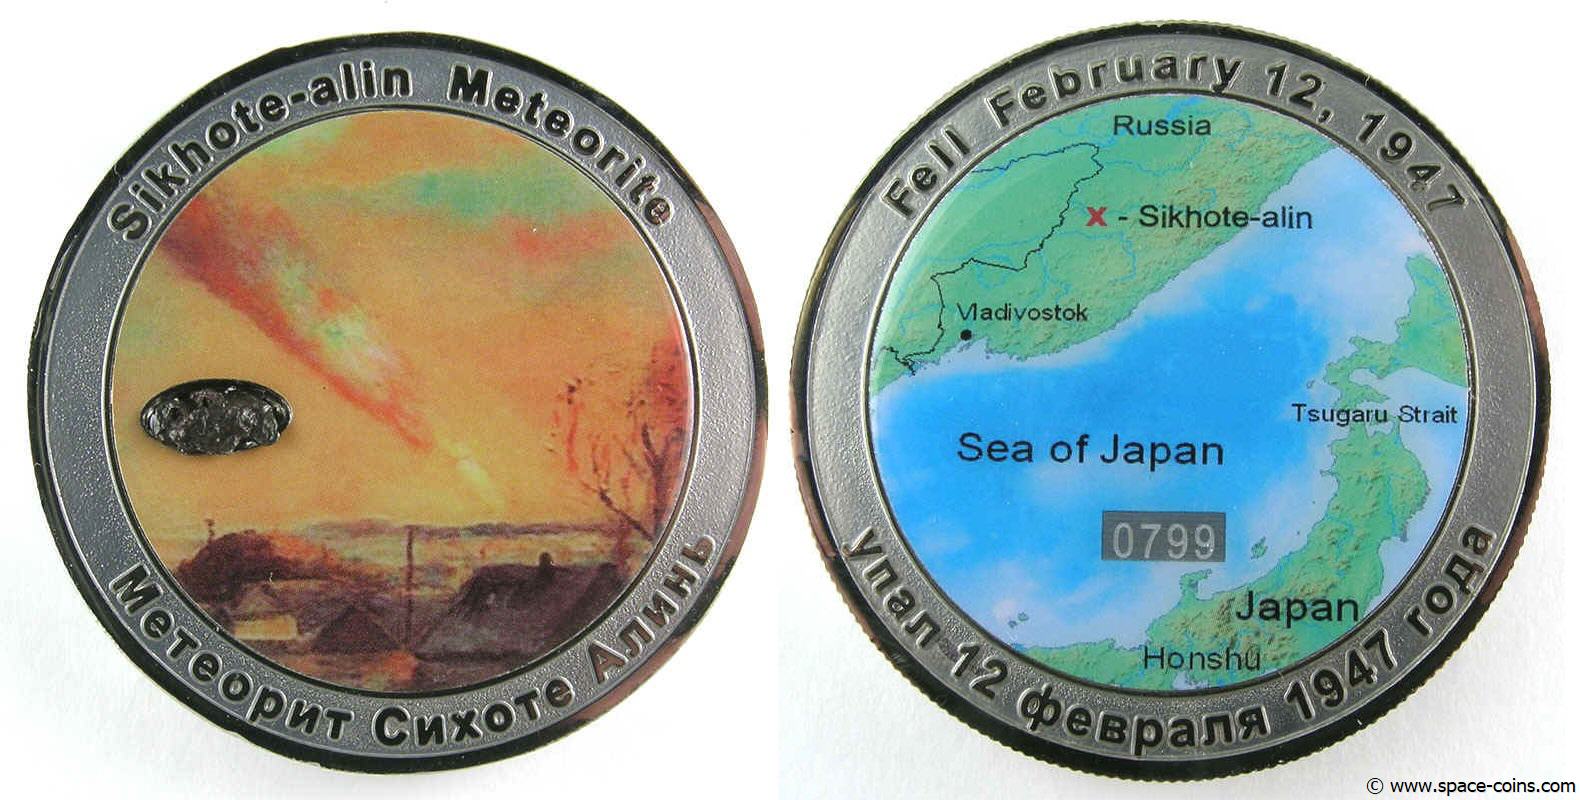 Sikhote-alin Meteorite
Метеорит Сихоте Алинь
Fell February 12, 1947
Russia
x - Sikhote-alin
Vladivostok
Tsugaru Strait
Sea of Japan
0799
Japan
Honshu
упал 12 февраля 1947 года
© www.space-coins.com